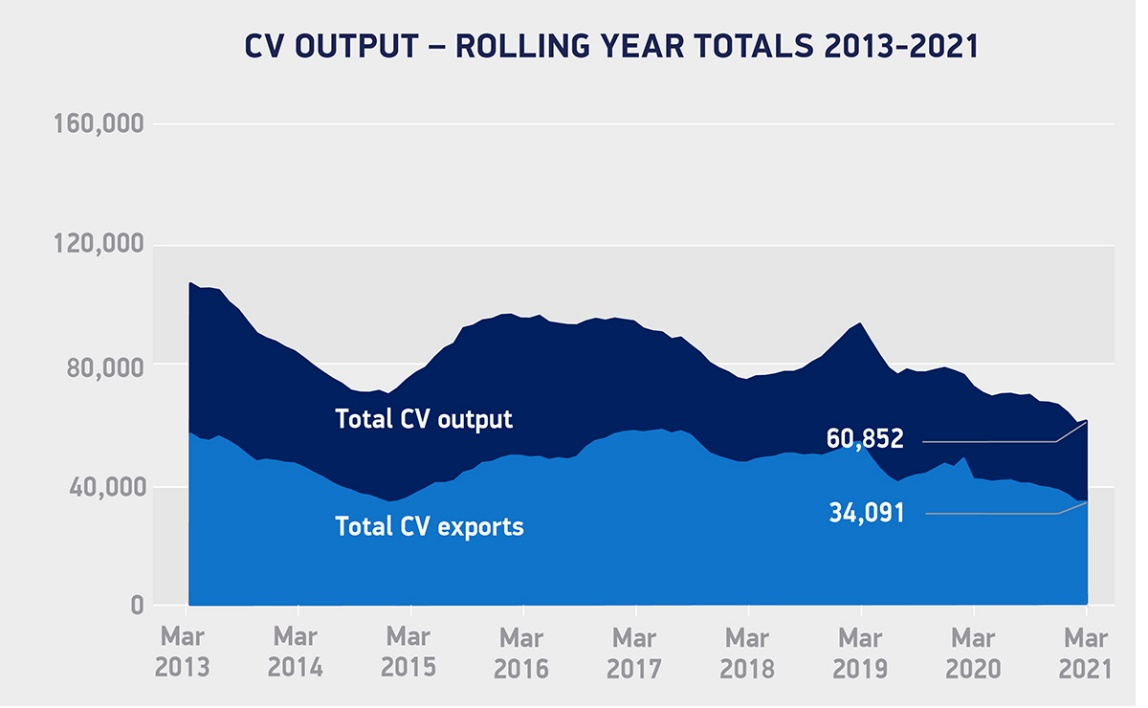 CV OUTPUT – ROLLING YEAR TOTALS 2013-2021
160,000
120,000
80,000
40,000
0
Total CV output
60,852
34,091
Total CV exports
Mar 2013
Mar 2014
Mar 2015
Mar 2016
Mar 2017
Mar 2018
Mar 2019
Mar 2020
Mar 2021